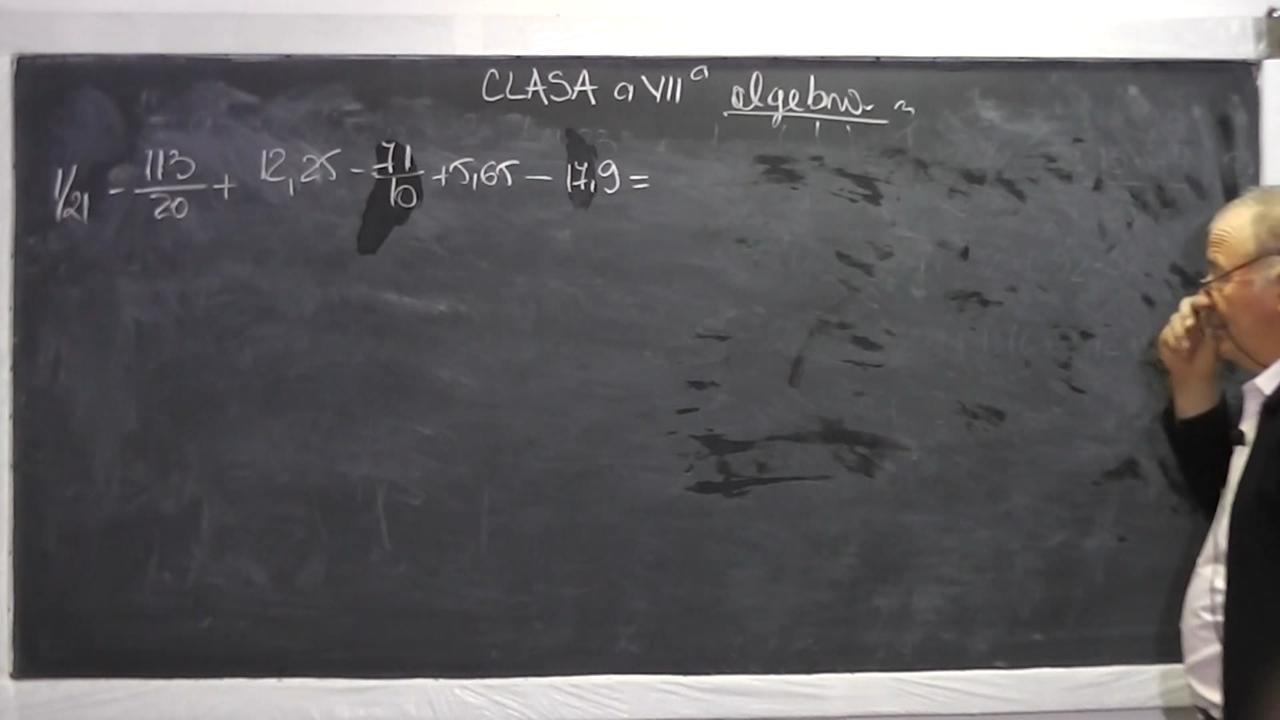 CLASA a VII a algebra
1/21 - 113/20 + 12,25 - 71/10 + 5,65 - 17,9 =